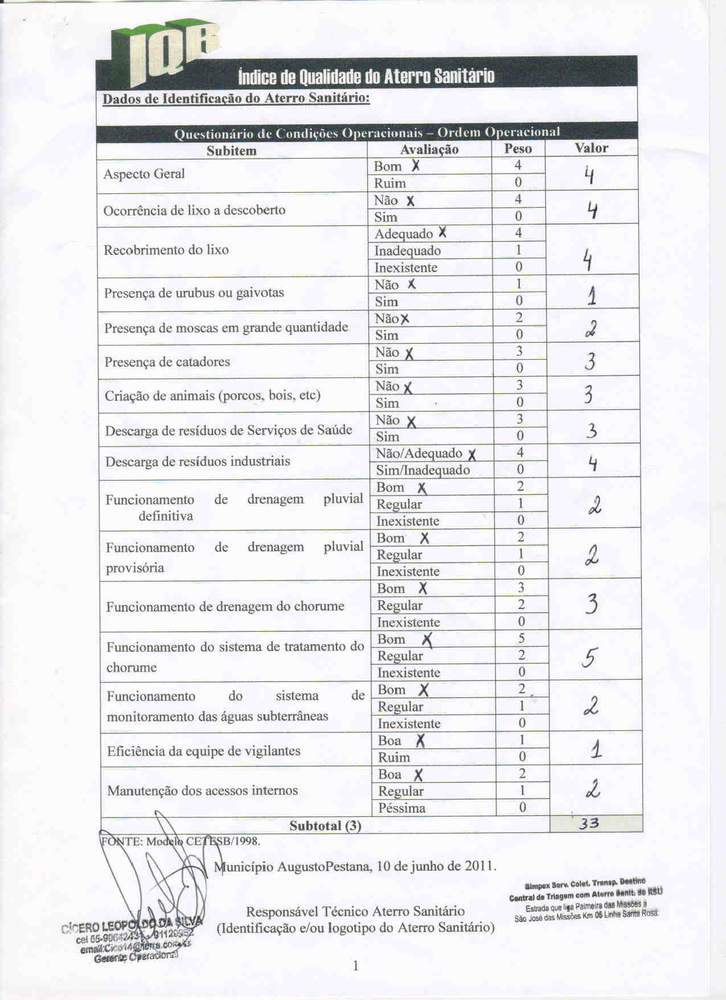 IQR
Índice de Qualidade do Aterro Sanitário
Dados de Identificação do Aterro Sanitário:
Questionário de Condições Operacionais – Ordem Operacional
Subitem Avaliação Peso Valor
Aspecto Geral Bom X 4 4
Ruim 0
Ocorrência de lixo a descoberto Não X 4 4
Sim 0
Recobrimento do lixo Adequado X 4 4
Inadequado 1
Inexistente 0
Presença de urubus ou gaivotas Não X 1 1
Sim 0
Presença de moscas em grande quantidade Não X 2 2
Sim 0
Presença de catadores Não X 3 3
Sim 0
Criação de animais (porcos, bois, etc) Não X 3 3
Sim 0
Descarga de resíduos de Serviços de Saúde Não X 3 3
Sim 0
Descarga de resíduos industriais Não/Adequado X 4 4
Sim/Inadequado 0
Funcionamento de drenagem pluvial definitiva Bom X 2 2
Regular 1
Inexistente 0
Funcionamento de drenagem pluvial provisória Bom X 2 2
Regular 1
Inexistente 0
Funcionamento de drenagem do chorume Bom X 3 3
Regular 2
Inexistente 0
Funcionamento do sistema de tratamento do chorume Bom X 5 5
Regular 2
Inexistente 0
Funcionamento do sistema de monitoramento das águas subterrâneas Bom X 2 2
Regular 1
Inexistente 0
Eficiência da equipe de vigilantes Boa X 1 1
Ruim 0
Manutenção dos acessos internos Boa X 2 2
Regular 1
Péssima 0
Subtotal (3) 33
FONTE: Modelo CETESB/1998.
Município AugustoPestana, 10 de junho de 2011.
Simpex Serv. Colet. Transp. Destino
Central de Triagem com Aterro Sanit. de RSU
Estrada que liga Palmeira das Missões a
São José das Missões Km 05 Linha Santa Rosa.
Responsável Técnico Aterro Sanitário
(Identificação e/ou logotipo do Aterro Sanitário)
CÍCERO LEOPOLDO DA SILVA
cel 55-
email:
Gerente Operacional
1